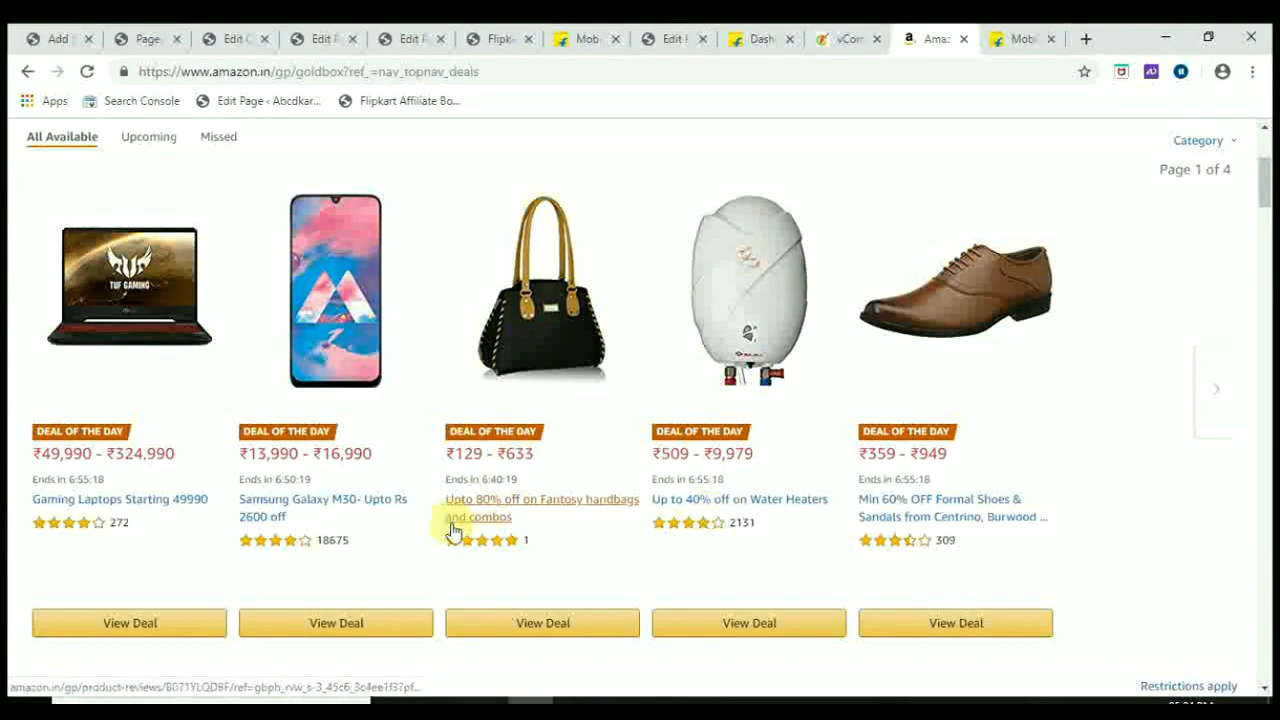 Add
Page
Edit C
Edit F
Edit F
Flipk
Mob
Edit F
Dash
vCom
Ama
Mobi
https://www.amazon.in/gp/goldbox?ref_=nav_topnav_deals
Apps
Search Console
Edit Page ‹ Abcdkar...
Flipkart Affiliate Bo...
All Available
Upcoming
Missed
Category
Page 1 of 4
TUF GAMING
DEAL OF THE DAY
₹49,990 - ₹324,990
Ends in 6:55:18
Gaming Laptops Starting 49990
272
View Deal
DEAL OF THE DAY
₹13,990 - ₹16,990
Ends in 6:50:19
Samsung Galaxy M30- Upto Rs
2600 off
18675
View Deal
DEAL OF THE DAY
₹129 - ₹633
Ends in 6:40:19
Upto 80% off on Fantosy handbags
and combos
1
View Deal
DEAL OF THE DAY
₹509 - ₹9,979
Ends in 6:55:18
Up to 40% off on Water Heaters
2131
View Deal
DEAL OF THE DAY
₹359 - ₹949
Ends in 6:55:18
Min 60% OFF Formal Shoes &
Sandals from Centrino, Burwood ...
309
View Deal
Restrictions apply